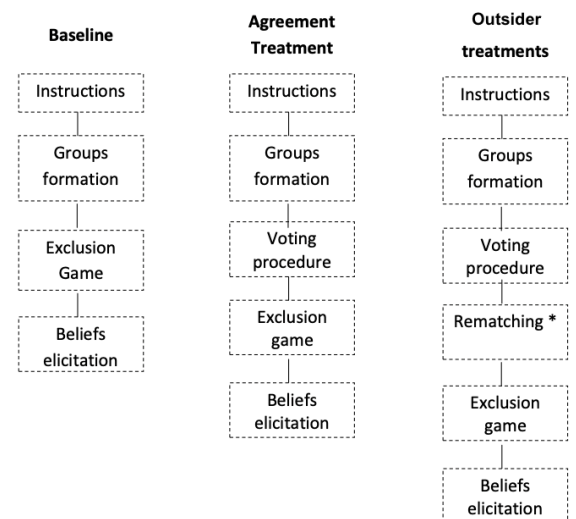 Baseline
Instructions
Groups
formation
Exclusion
Game
Beliefs
elicitation
Agreement
Treatment
Instructions
Groups
formation
Voting
procedure
Exclusion
game
Beliefs
elicitation
Outsider
treatments
Instructions
Groups
formation
Voting
procedure
Rematching *
Exclusion
game
Beliefs
elicitation